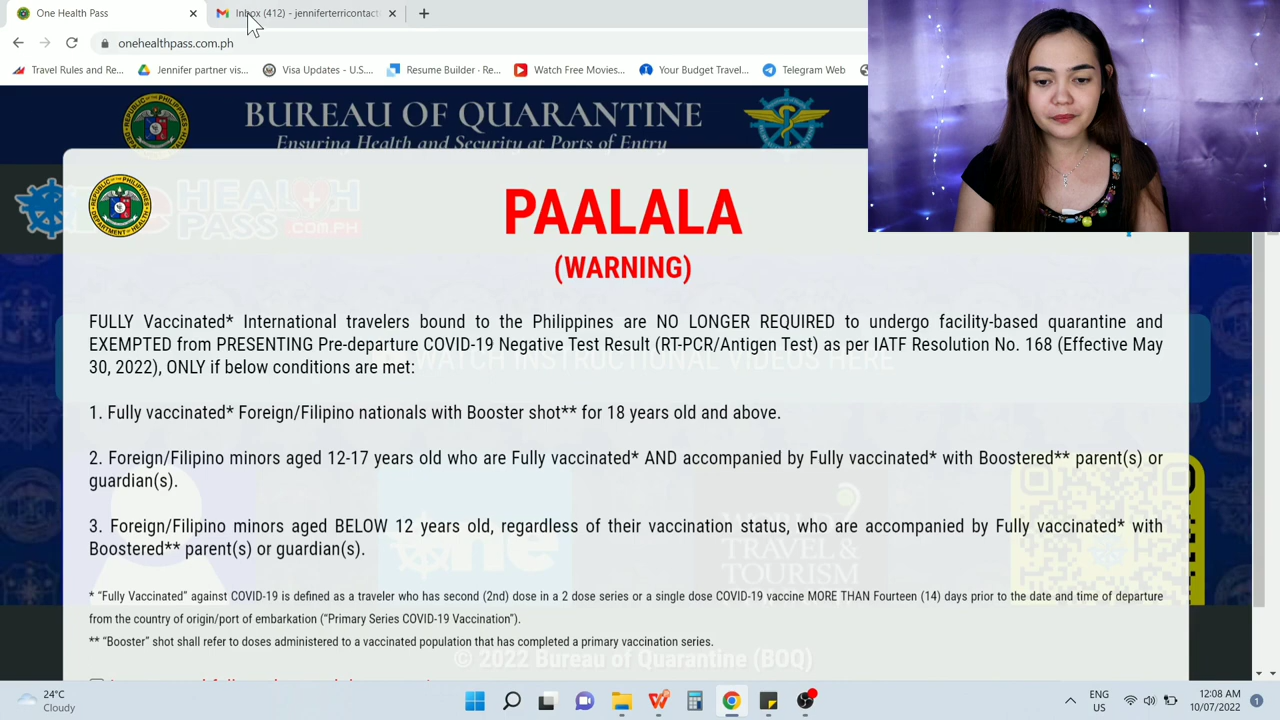 One Health Pass
Inbox (412) - jenniferterricontact
onehealthpass.com.ph
Travel Rules and Re...
Jennifer partner vis...
Visa Updates - U.S....
Resume Builder - Re...
Watch Free Movies...
Your Budget Travel...
Telegram Web
BUREAU OF QUARANTINE
Ensuring Health and Security at Ports of Entry
HEALTH
PASS .COM.PH
PAALALA
(WARNING)
FULLY Vaccinated* International travelers bound to the Philippines are NO LONGER REQUIRED to undergo facility-based quarantine and
EXEMPTED from PRESENTING Pre-departure COVID-19 Negative Test Result (RT-PCR/Antigen Test) as per IATF Resolution No. 168 (Effective May
30, 2022), ONLY if below conditions are met:
WATCH INSTRUCTIONAL VIDEOS HERE
1. Fully vaccinated* Foreign/Filipino nationals with Booster shot** for 18 years old and above.
2. Foreign/Filipino minors aged 12-17 years old who are Fully vaccinated* AND accompanied by Fully vaccinated* with Boostered** parent(s) or
guardian(s).
3. Foreign/Filipino minors aged BELOW 12 years old, regardless of their vaccination status, who are accompanied by Fully vaccinated* with
Boostered** parent(s) or guardian(s).
one
WORLD
TRAVEL &
TOURISM
* “Fully Vaccinated” against COVID-19 is defined as a traveler who has second (2nd) dose in a 2 dose series or a single dose COVID-19 vaccine MORE THAN Fourteen (14) days prior to the date and time of departure
from the country of origin/port of embarkation (“Primary Series COVID-19 Vaccination”).
** “Booster” shot shall refer to doses administered to a vaccinated population that has completed a primary vaccination series.
© 2022 Bureau of Quarantine (BOQ)
24°C
Cloudy
ENG
US
12:08 AM
10/07/2022